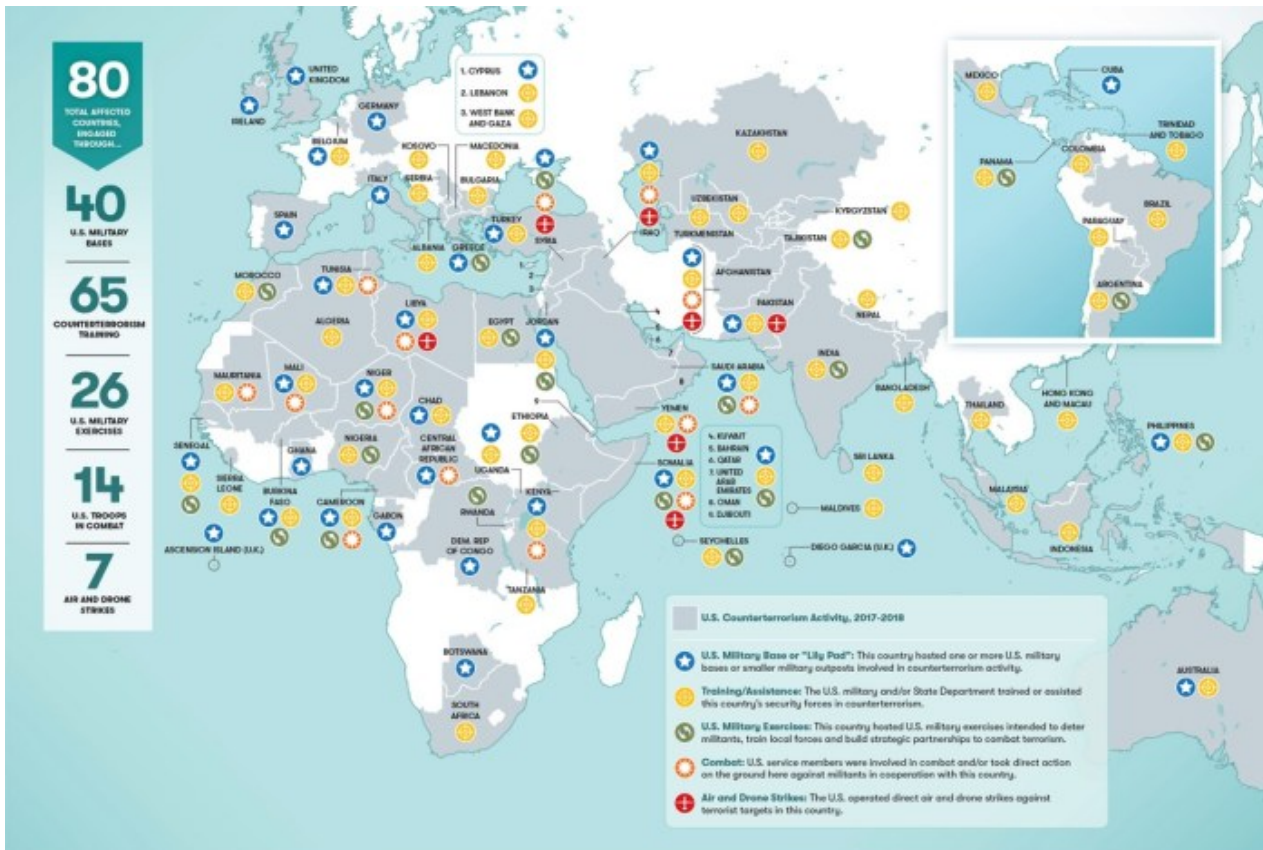 80
TOTAL AFFECTED
COUNTRIES,
ENGAGED
THROUGH...
40
U.S. MILITARY
BASES
65
COUNTERTERRORISM
TRAINING
26
U.S. MILITARY
EXERCISES
14
U.S. TROOPS
IN COMBAT
7
AIR AND DRONE
STRIKES
UNITED
KINGDOM
IRELAND
GERMANY
BELGIUM
1. CYPRUS
2. LEBANON
3. WEST BANK
AND GAZA
KOSOVO
MACEDONIA
ITALY
SERBIA
BULGARIA
SPAIN
TURKEY
SYRIA
ALBANIA
GREECE
IRAQ
KAZAKHSTAN
UZBEKISTAN
TURKMENISTAN
KYRGYZSTAN
TAJIKISTAN
AFGHANISTAN
PAKISTAN
NEPAL
INDIA
BANGLADESH
THAILAND
HONG KONG
AND MACAU
PHILIPPINES
SRI LANKA
MALDIVES
MALAYSIA
INDONESIA
AUSTRALIA
MOROCCO
TUNISIA
ALGERIA
LIBYA
EGYPT
JORDAN
1
2
3
4
5
6
7
8
9
SAUDI ARABIA
YEMEN
SOMALIA
4. KUWAIT
5. BAHRAIN
6. QATAR
7. UNITED
ARAB
EMIRATES
8. OMAN
9. DJIBOUTI
MAURITANIA
MALI
NIGER
CHAD
ETHIOPIA
SENEGAL
SIERRA
LEONE
GHANA
BURKINA
FASO
NIGERIA
CAMEROON
CENTRAL
AFRICAN
REPUBLIC
GABON
UGANDA
KENYA
RWANDA
DEM. REP
OF CONGO
TANZANIA
ASCENSION ISLAND (U.K.)
SEYCHELLES
DIEGO GARCIA (U.K.)
BOTSWANA
SOUTH
AFRICA
MEXICO
CUBA
TRINIDAD
AND TOBAGO
PANAMA
COLOMBIA
BRAZIL
PARAGUAY
ARGENTINA
U.S. Counterterrorism Activity, 2017-2018
U.S. Military Base or "Lily Pad": This country hosted one or more U.S. military
bases or smaller military outposts involved in counterterrorism activity.
Training/Assistance: The U.S. military and/or State Department trained or assisted
this country's security forces in counterterrorism.
U.S. Military Exercises: This country hosted U.S. military exercises intended to deter
militants, train local forces and build strategic partnerships to combat terrorism.
Combat: U.S. service members were involved in combat and/or took direct action
on the ground here against militants in cooperation with this country.
Air and Drone Strikes: The U.S. operated direct air and drone strikes against
terrorist targets in this country.